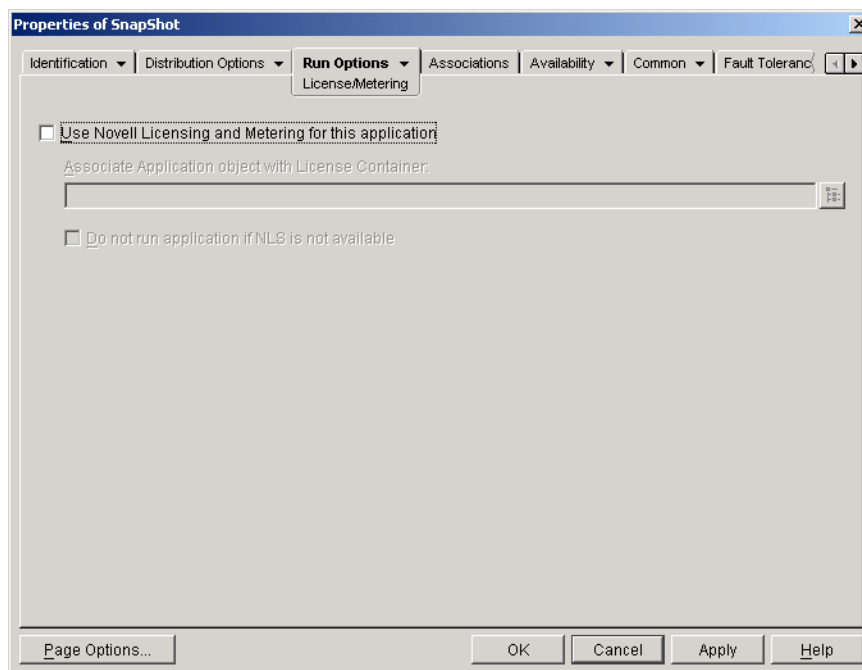 Properties of SnapShot
Identification
Distribution Options
Run Options
Associations
Availability
Common
Fault Toleranc
License/Metering
Use Novell Licensing and Metering for this application
Associate Application object with License Container:
Do not run application if NLS is not available
Page Options...
OK
Cancel
Apply
Help